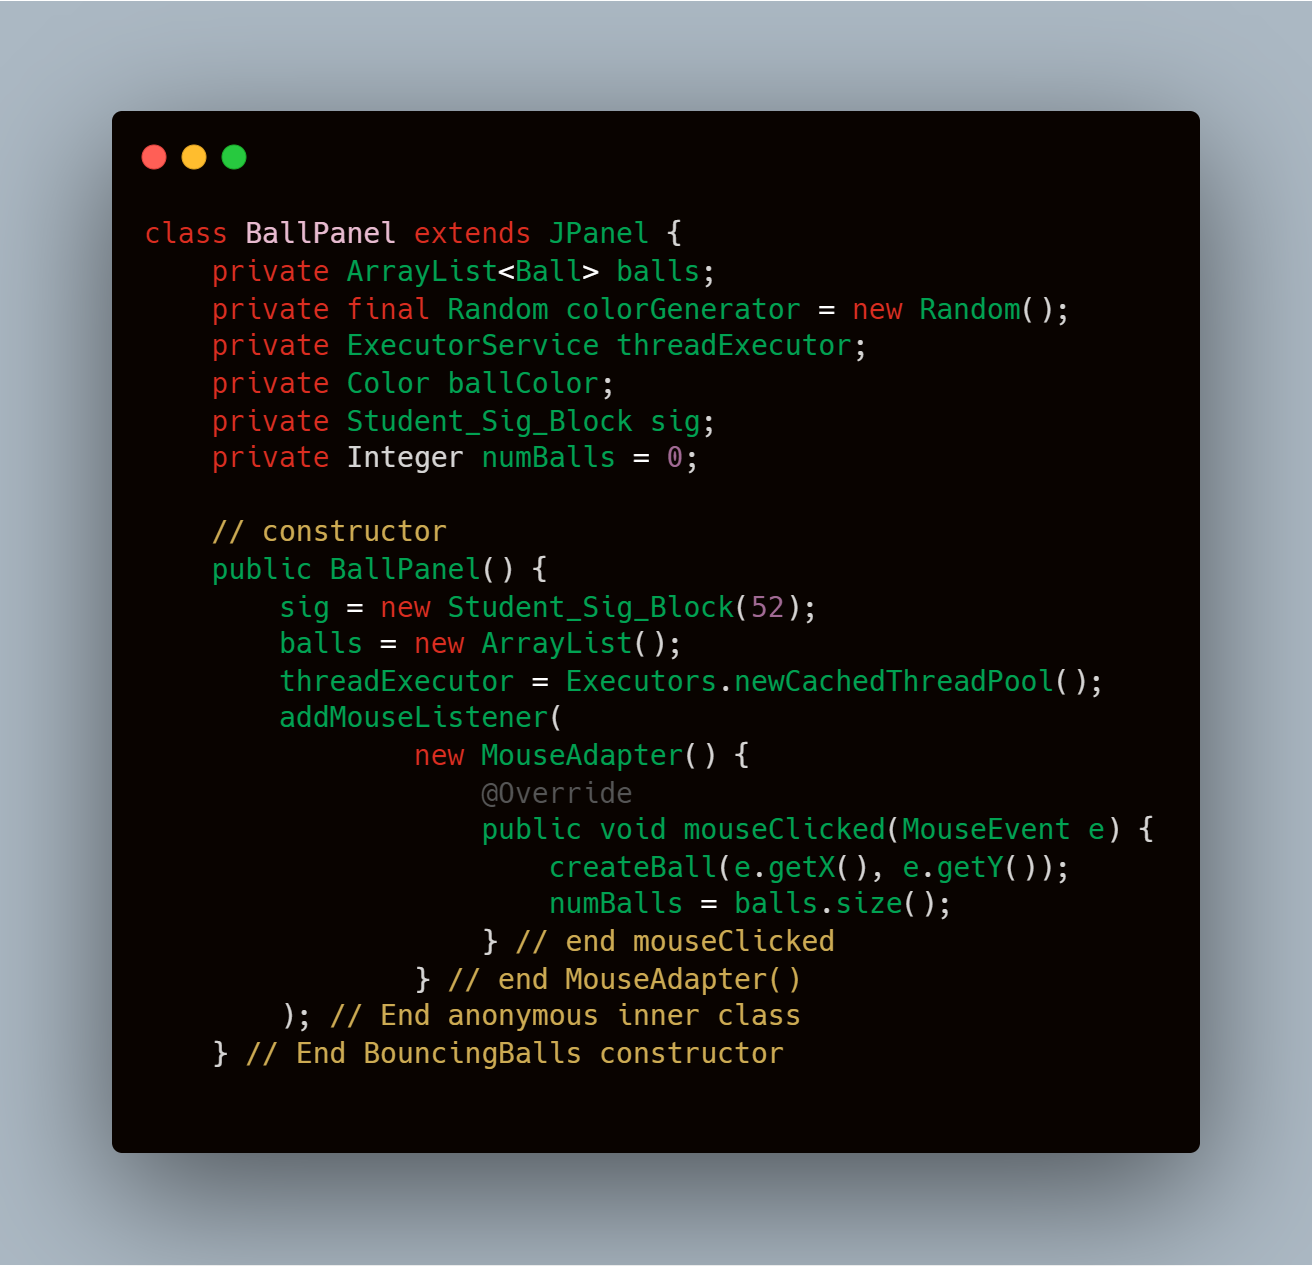 class BallPanel extends JPanel {
    private ArrayList<Ball> balls;
    private final Random colorGenerator = new Random();
    private ExecutorService threadExecutor;
    private Color ballColor;
    private Student_Sig_Block sig;
    private Integer numBalls = 0;

    // constructor
    public BallPanel() {
        sig = new Student_Sig_Block(52);
        balls = new ArrayList();
        threadExecutor = Executors.newCachedThreadPool();
        addMouseListener(
                new MouseAdapter() {
                    @Override
                    public void mouseClicked(MouseEvent e) {
                        createBall(e.getX(), e.getY());
                        numBalls = balls.size();
                    } // end mouseClicked
                } // end MouseAdapter()
        ); // End anonymous inner class
    } // End BouncingBalls constructor